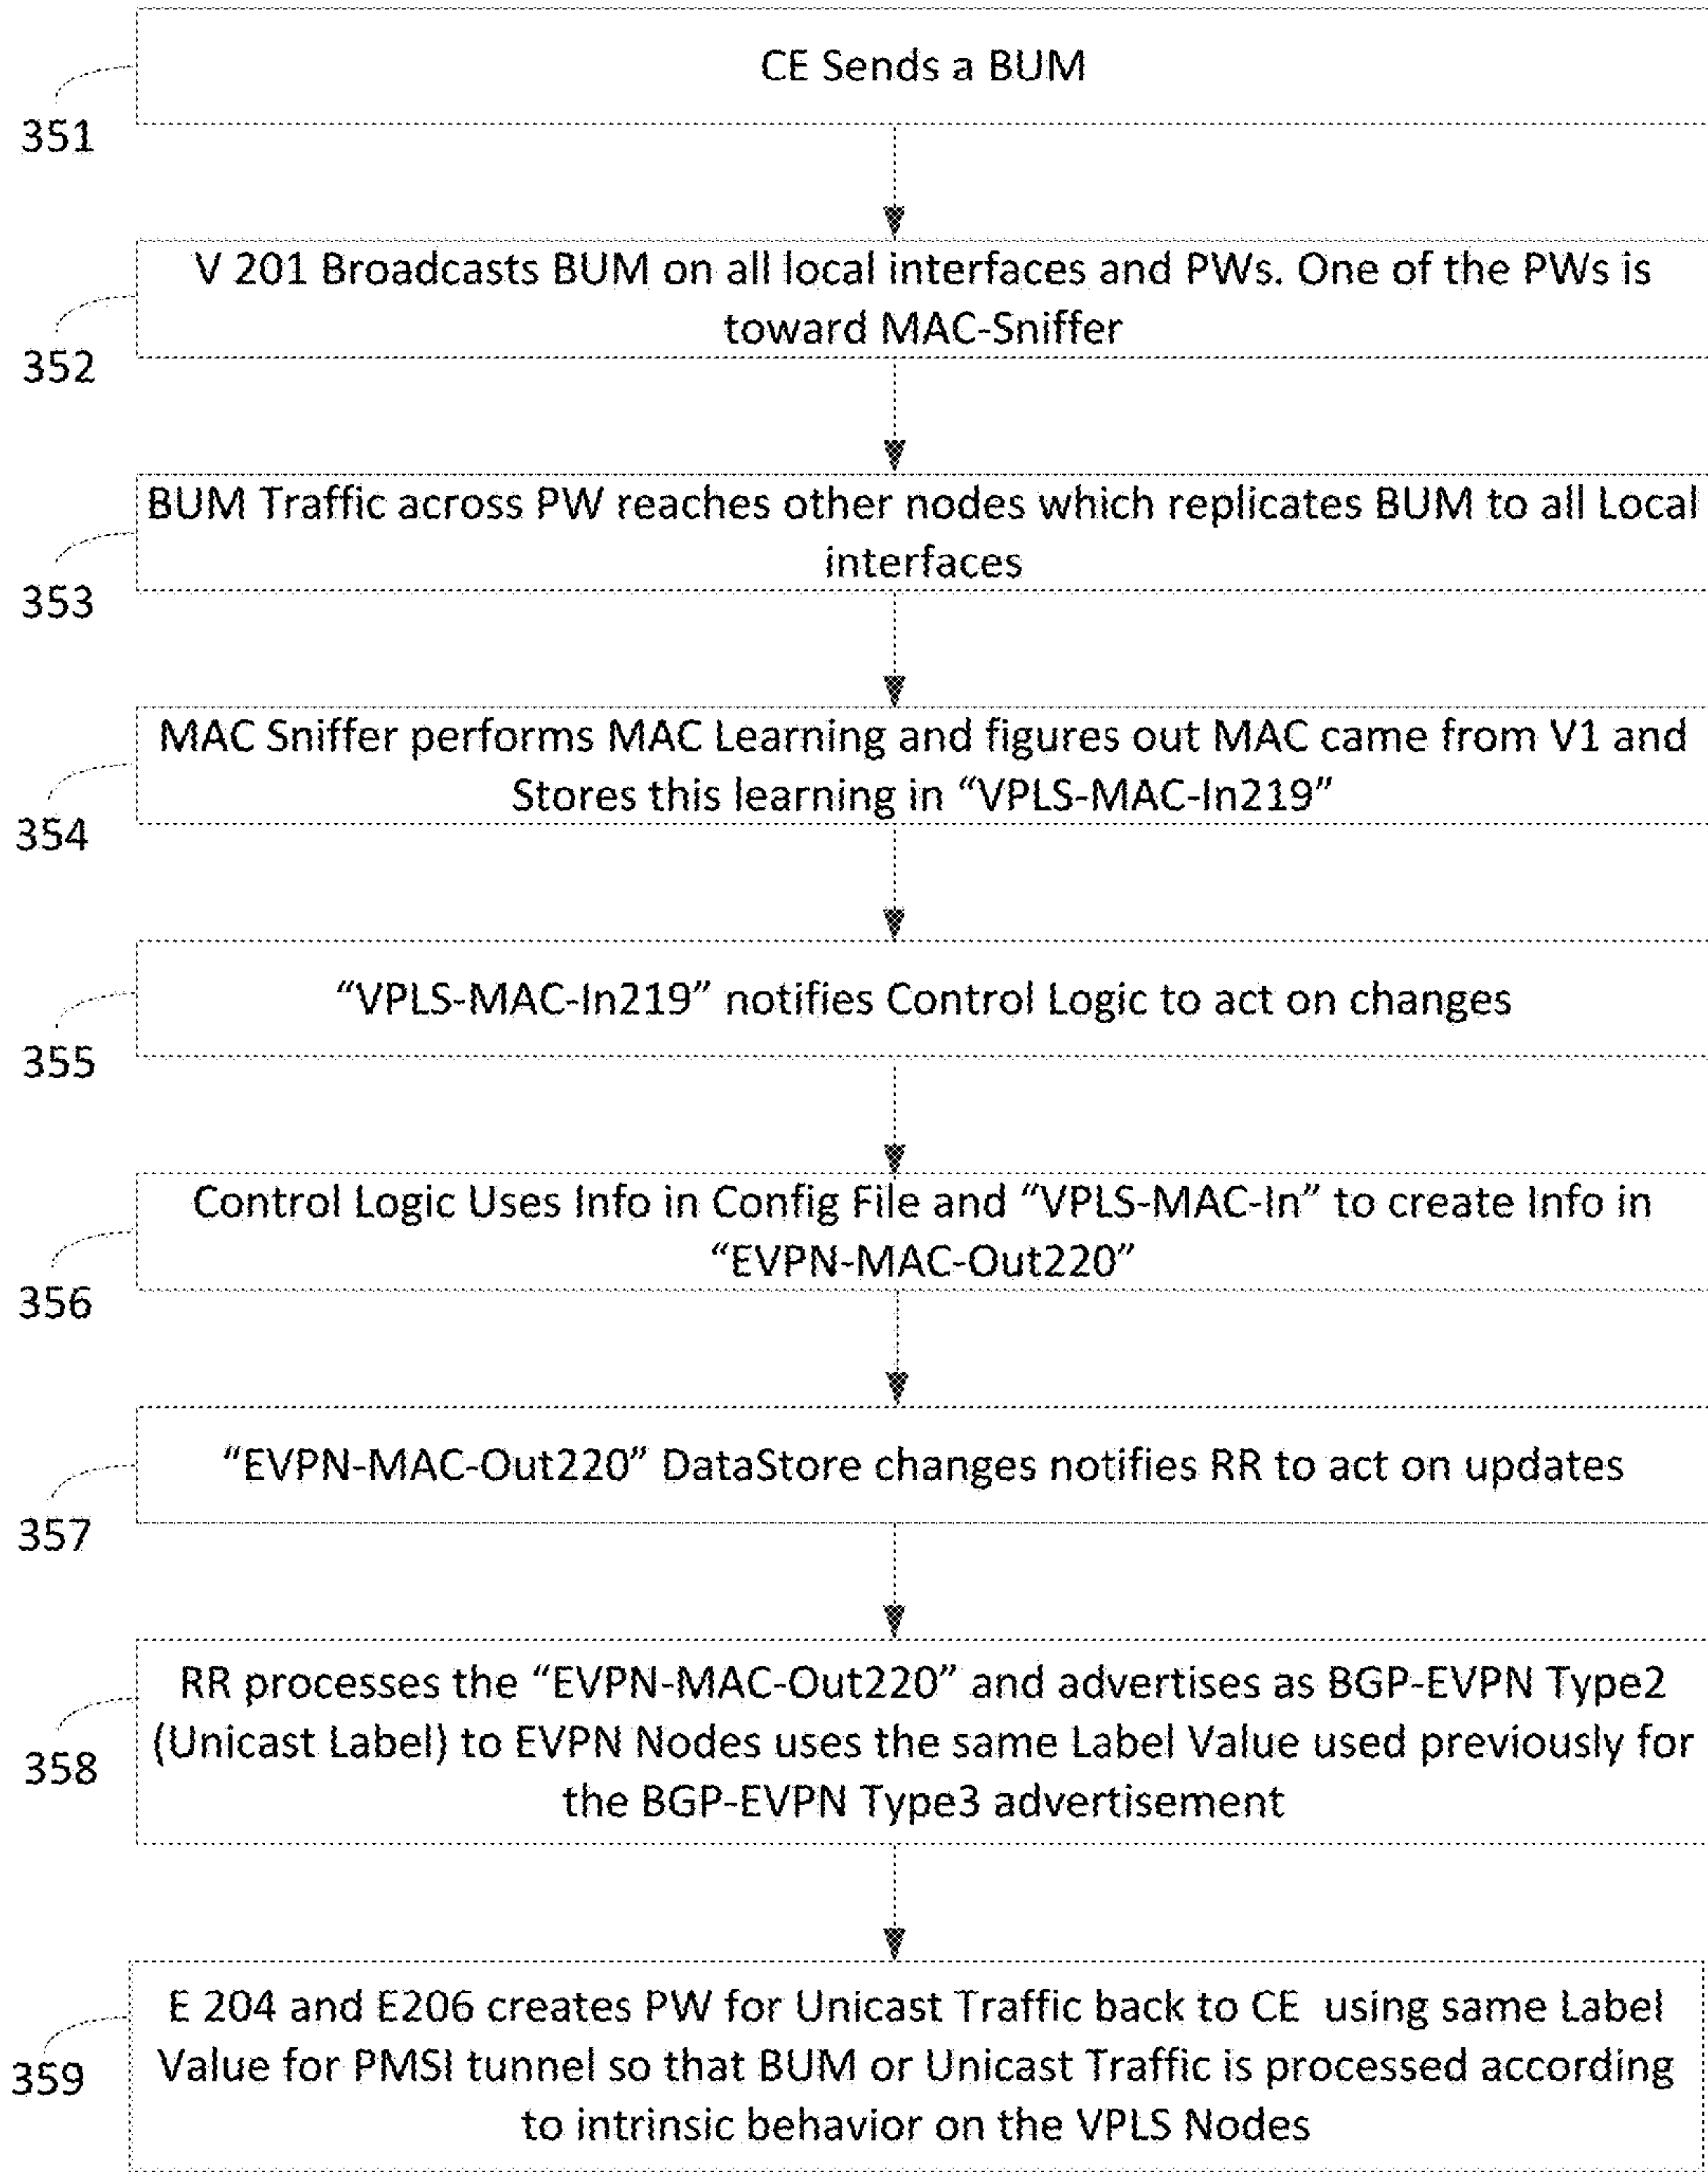 CE Sends a BUM
351
V 201 Broadcasts BUM on all local interfaces and PWs. One of the PWs is
toward MAC-Sniffer
352
BUM Traffic across PW reaches other nodes which replicates BUM to all Local
interfaces
353
MAC Sniffer performs MAC Learning and figures out MAC came from V1 and
Stores this learning in “VPLS-MAC-In219”
354
“VPLS-MAC-In219” notifies Control Logic to act on changes
355
Control Logic Uses Info in Config File and “VPLS-MAC-In” to create Info in
“EVPN-MAC-Out220”
356
“EVPN-MAC-Out220” DataStore changes notifies RR to act on updates
357
RR processes the “EVPN-MAC-Out220” and advertises as BGP-EVPN Type2
(Unicast Label) to EVPN Nodes uses the same Label Value used previously for
the BGP-EVPN Type3 advertisement
358
E 204 and E206 creates PW for Unicast Traffic back to CE using same Label
Value for PMSI tunnel so that BUM or Unicast Traffic is processed according
to intrinsic behavior on the VPLS Nodes
359